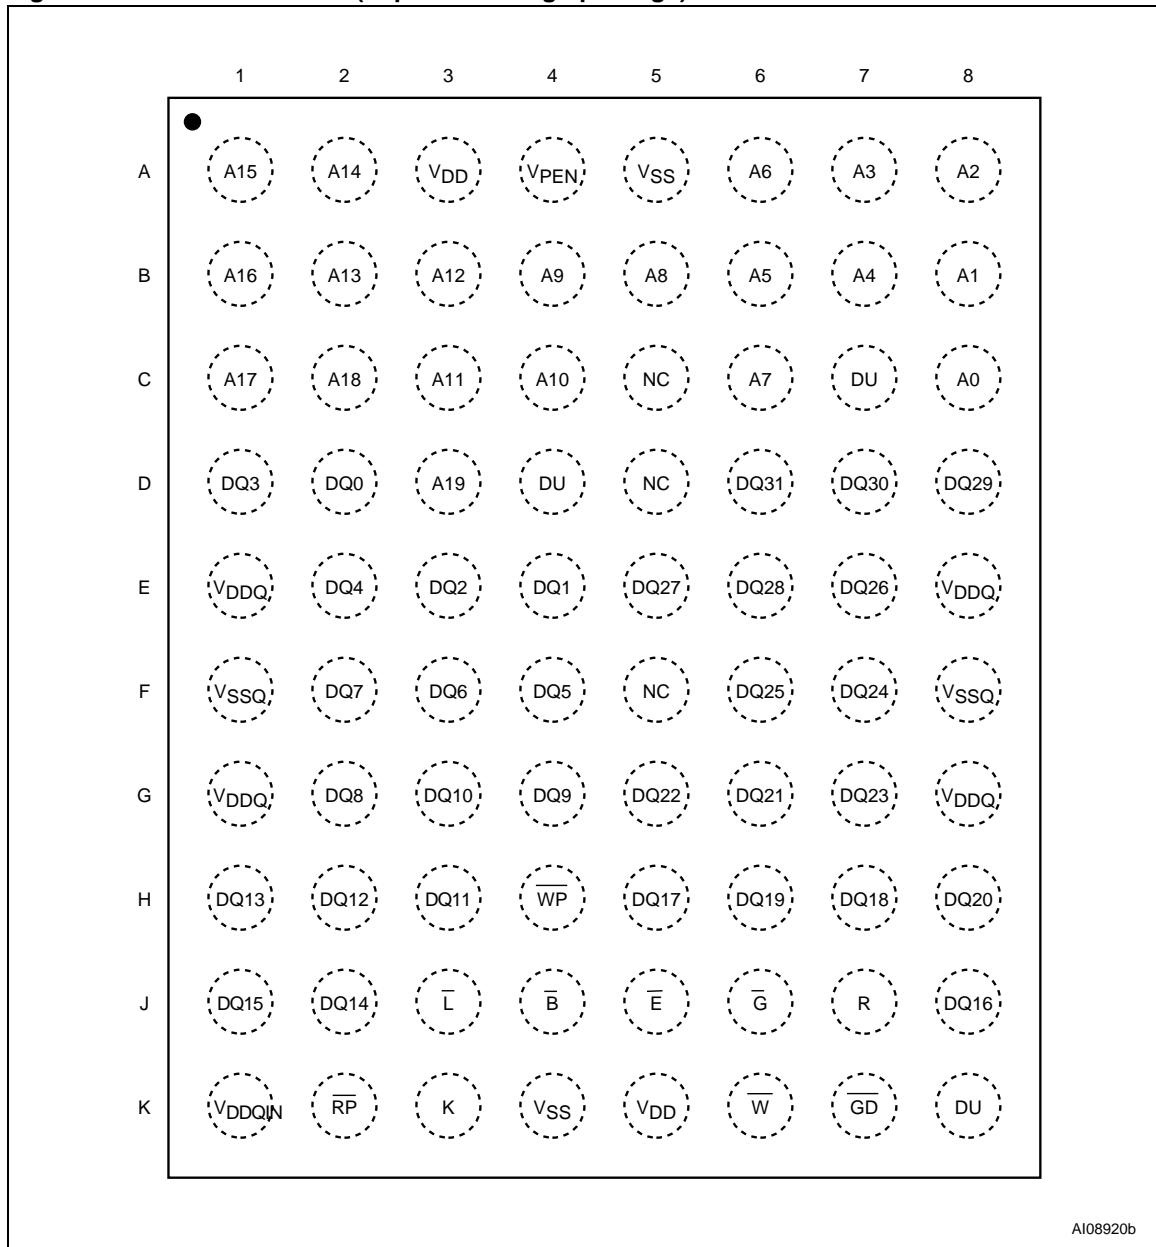 1 2 3 4 5 6 7 8
A A15 A14 VDD VPEN VSS A6 A3 A2
B A16 A13 A12 A9 A8 A5 A4 A1
C A17 A18 A11 A10 NC A7 DU A0
D DQ3 DQ0 A19 DU NC DQ31 DQ30 DQ29
E VDDQ DQ4 DQ2 DQ1 DQ27 DQ28 DQ26 VDDQ
F VSSQ DQ7 DQ6 DQ5 NC DQ25 DQ24 VSSQ
G VDDQ DQ8 DQ10 DQ9 DQ22 DQ21 DQ23 VDDQ
H DQ13 DQ12 DQ11 W̅P̅ DQ17 DQ19 DQ18 DQ20
J DQ15 DQ14 L̅ B̅ E̅ G̅ R DQ16
K VDDQIN R̅P̅ K VSS VDD W̅ G̅D̅ DU
AI08920b